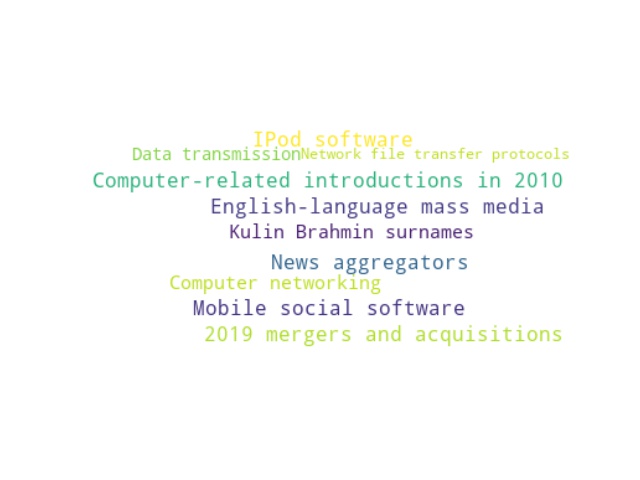 IPod software
Data transmission
Network file transfer protocols
Computer-related introductions in 2010
English-language mass media
Kulin Brahmin surnames
News aggregators
Computer networking
Mobile social software
2019 mergers and acquisitions